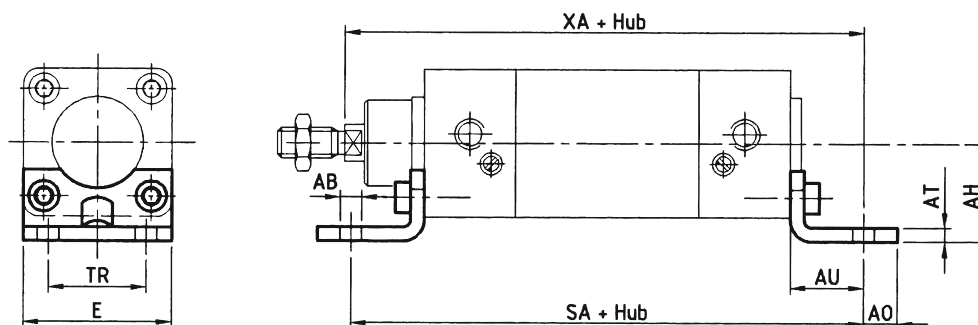 XA + Hub
AB
AT
AH
TR
AU
E
SA + Hub
AO